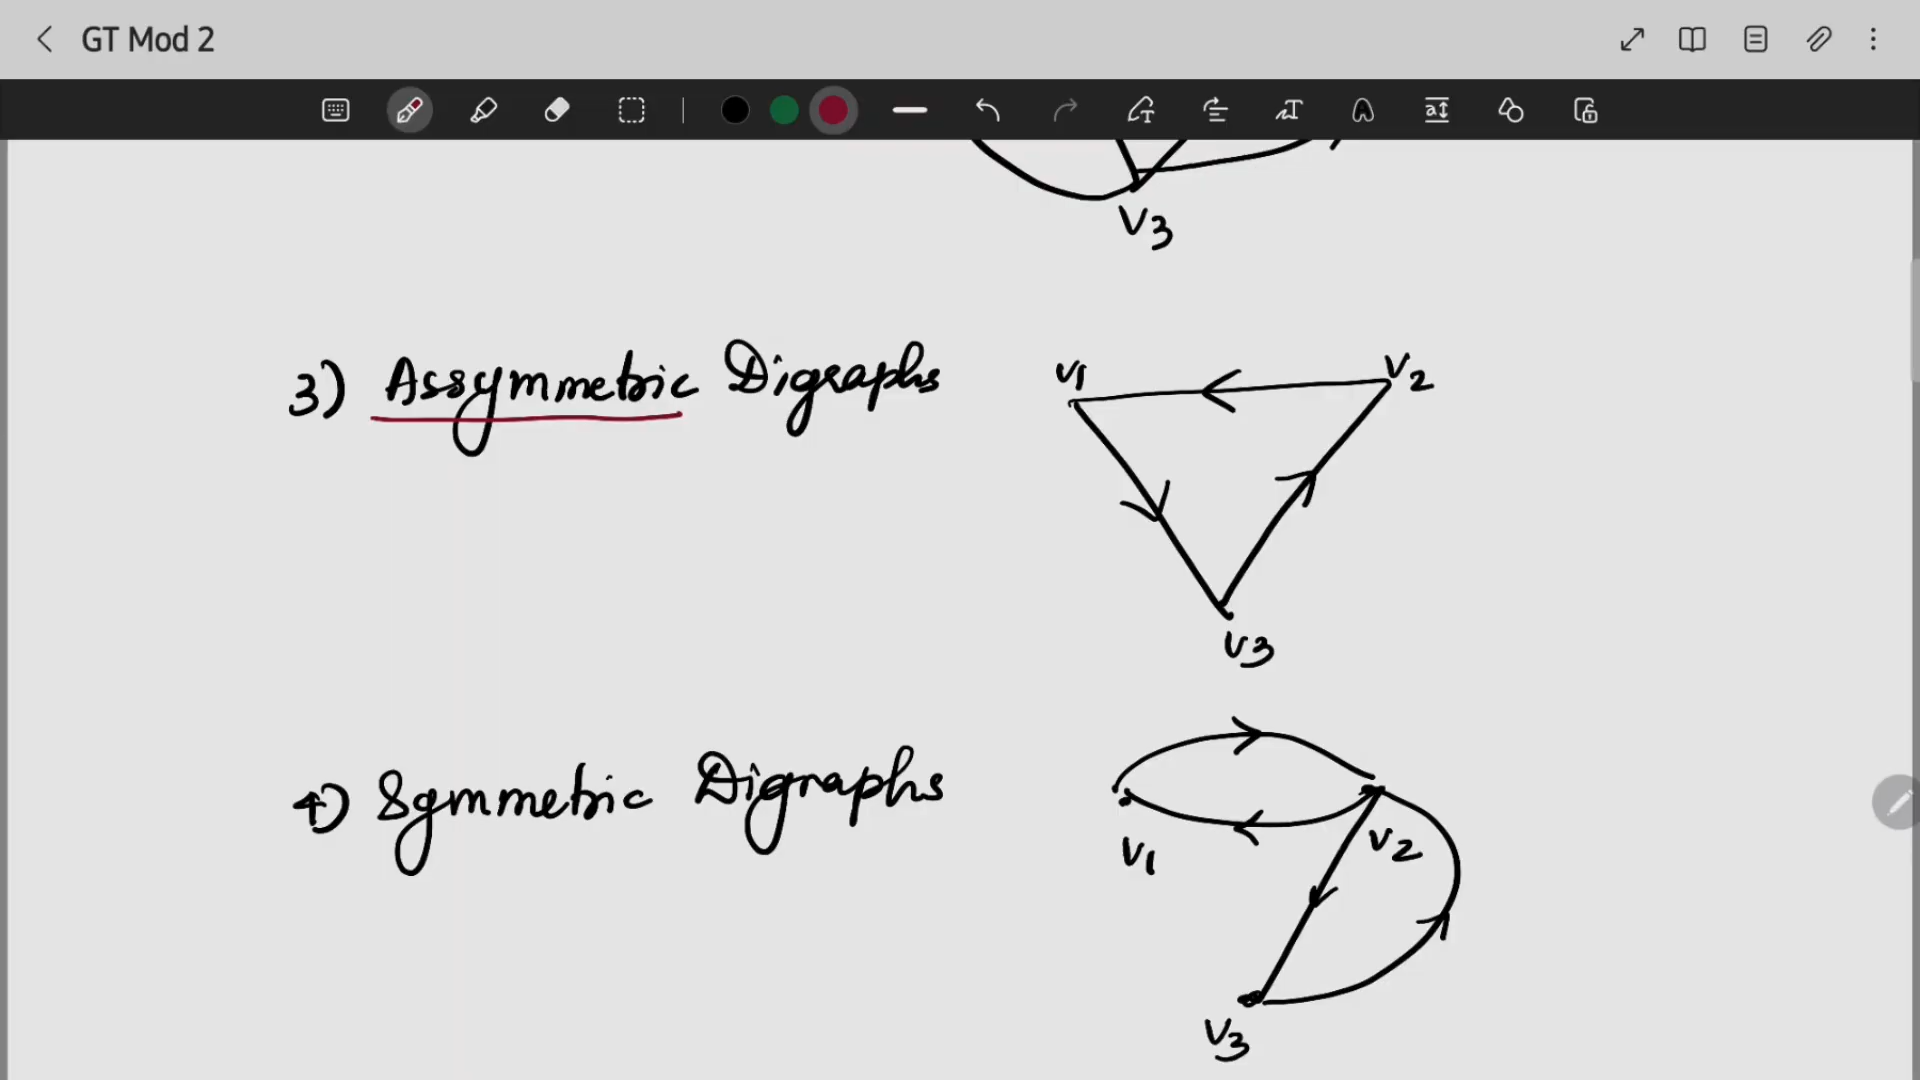 GT Mod 2
V3
3) Assymmetric Digraphs
V1
V2
V3
4) Symmetric Digraphs
V1
V2
V3